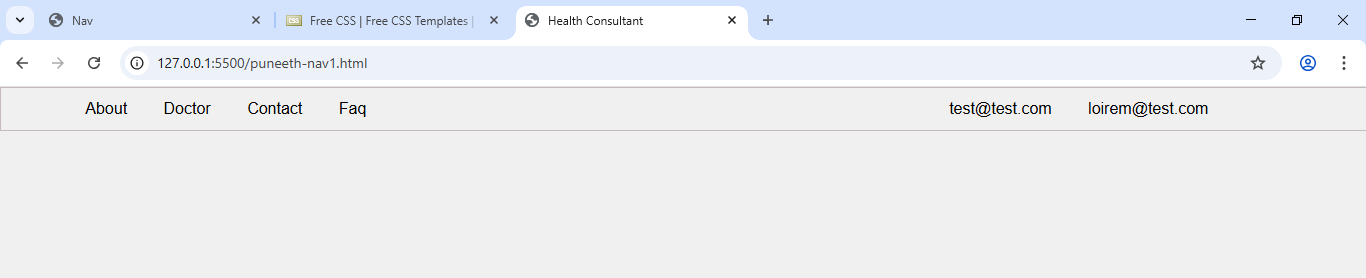 Nav
Free CSS | Free CSS Templates |
Health Consultant
127.0.0.1:5500/puneeth-nav1.html
About Doctor Contact Faq test@test.com loirem@test.com